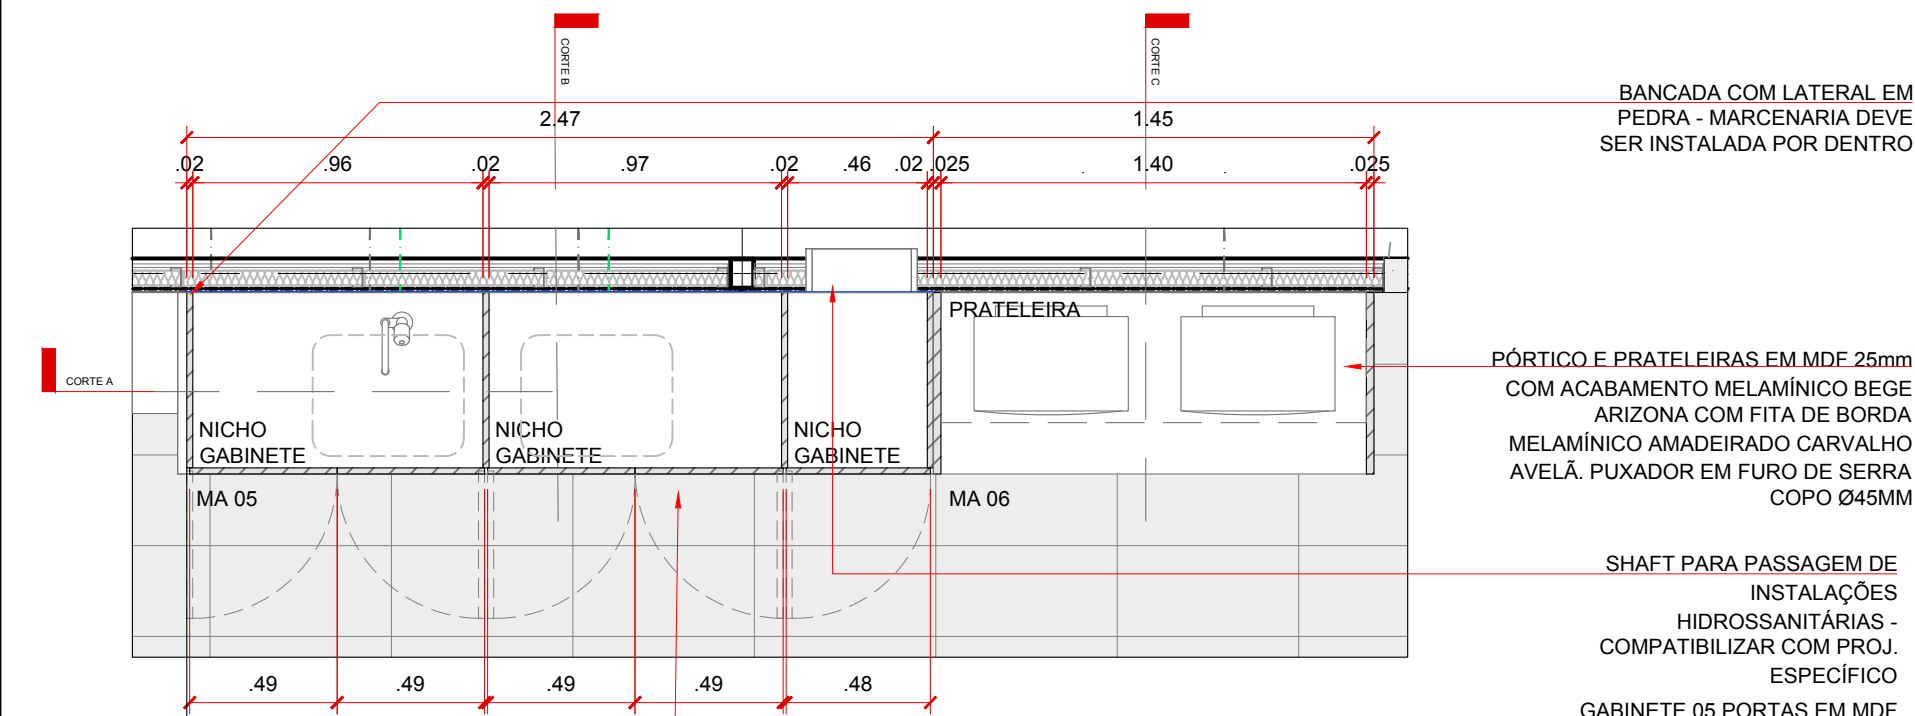 CORTE B
CORTE C
BANCADA COM LATERAL EM
PEDRA - MARCENARIA DEVE
SER INSTALADA POR DENTRO
2.47
1.45
.02
.96
.02
.97
.02
.46
.02
.025
1.40
.025
PRATELEIRA
CORTE A
PÓRTICO E PRATELEIRAS EM MDF 25mm
COM ACABAMENTO MELAMÍNICO BEGE
ARIZONA COM FITA DE BORDA
MELAMÍNICO AMADEIRADO CARVALHO
AVELÃ. PUXADOR EM FURO DE SERRA
COPO Ø45MM
NICHO
GABINETE
NICHO
GABINETE
NICHO
GABINETE
MA 05
MA 06
SHAFT PARA PASSAGEM DE
INSTALAÇÕES
HIDROSSANITÁRIAS -
COMPATIBILIZAR COM PROJ.
ESPECÍFICO
.49
.49
.49
.49
.48
GABINETE 05 PORTAS EM MDF